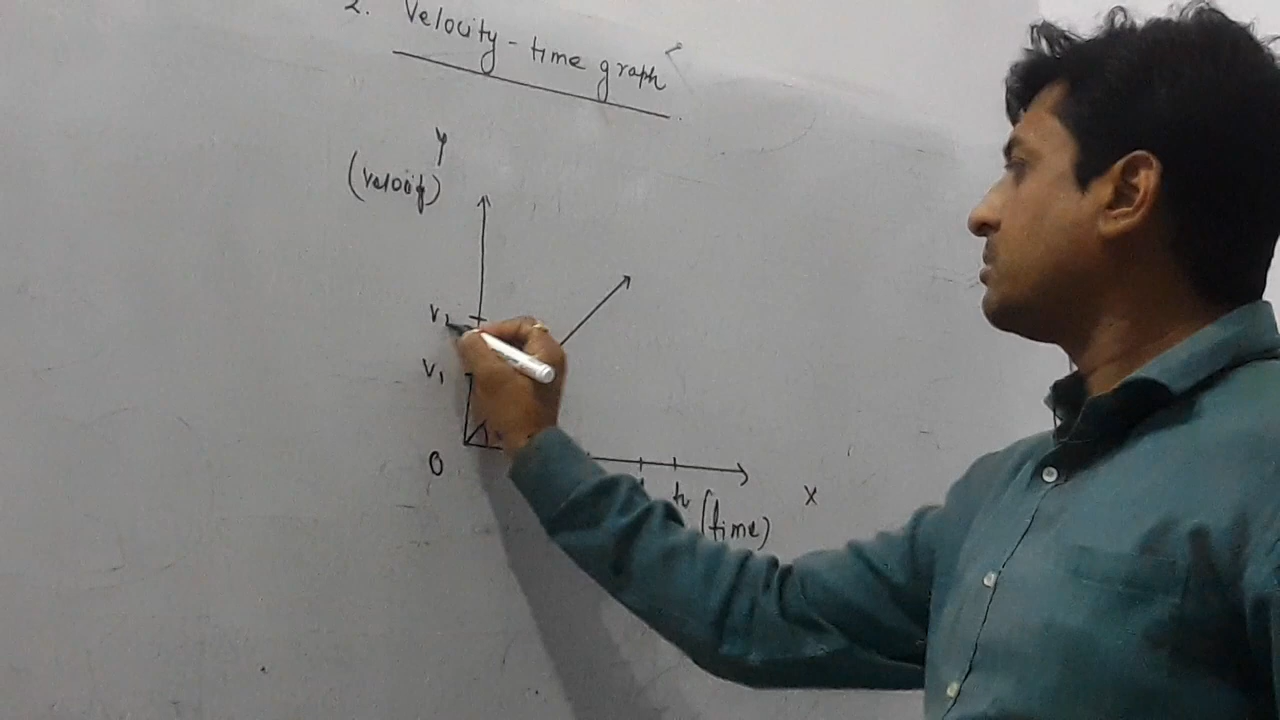 2. Velocity-time graph
Y
(velocity)
V2
V1
O
t2
X
(time)